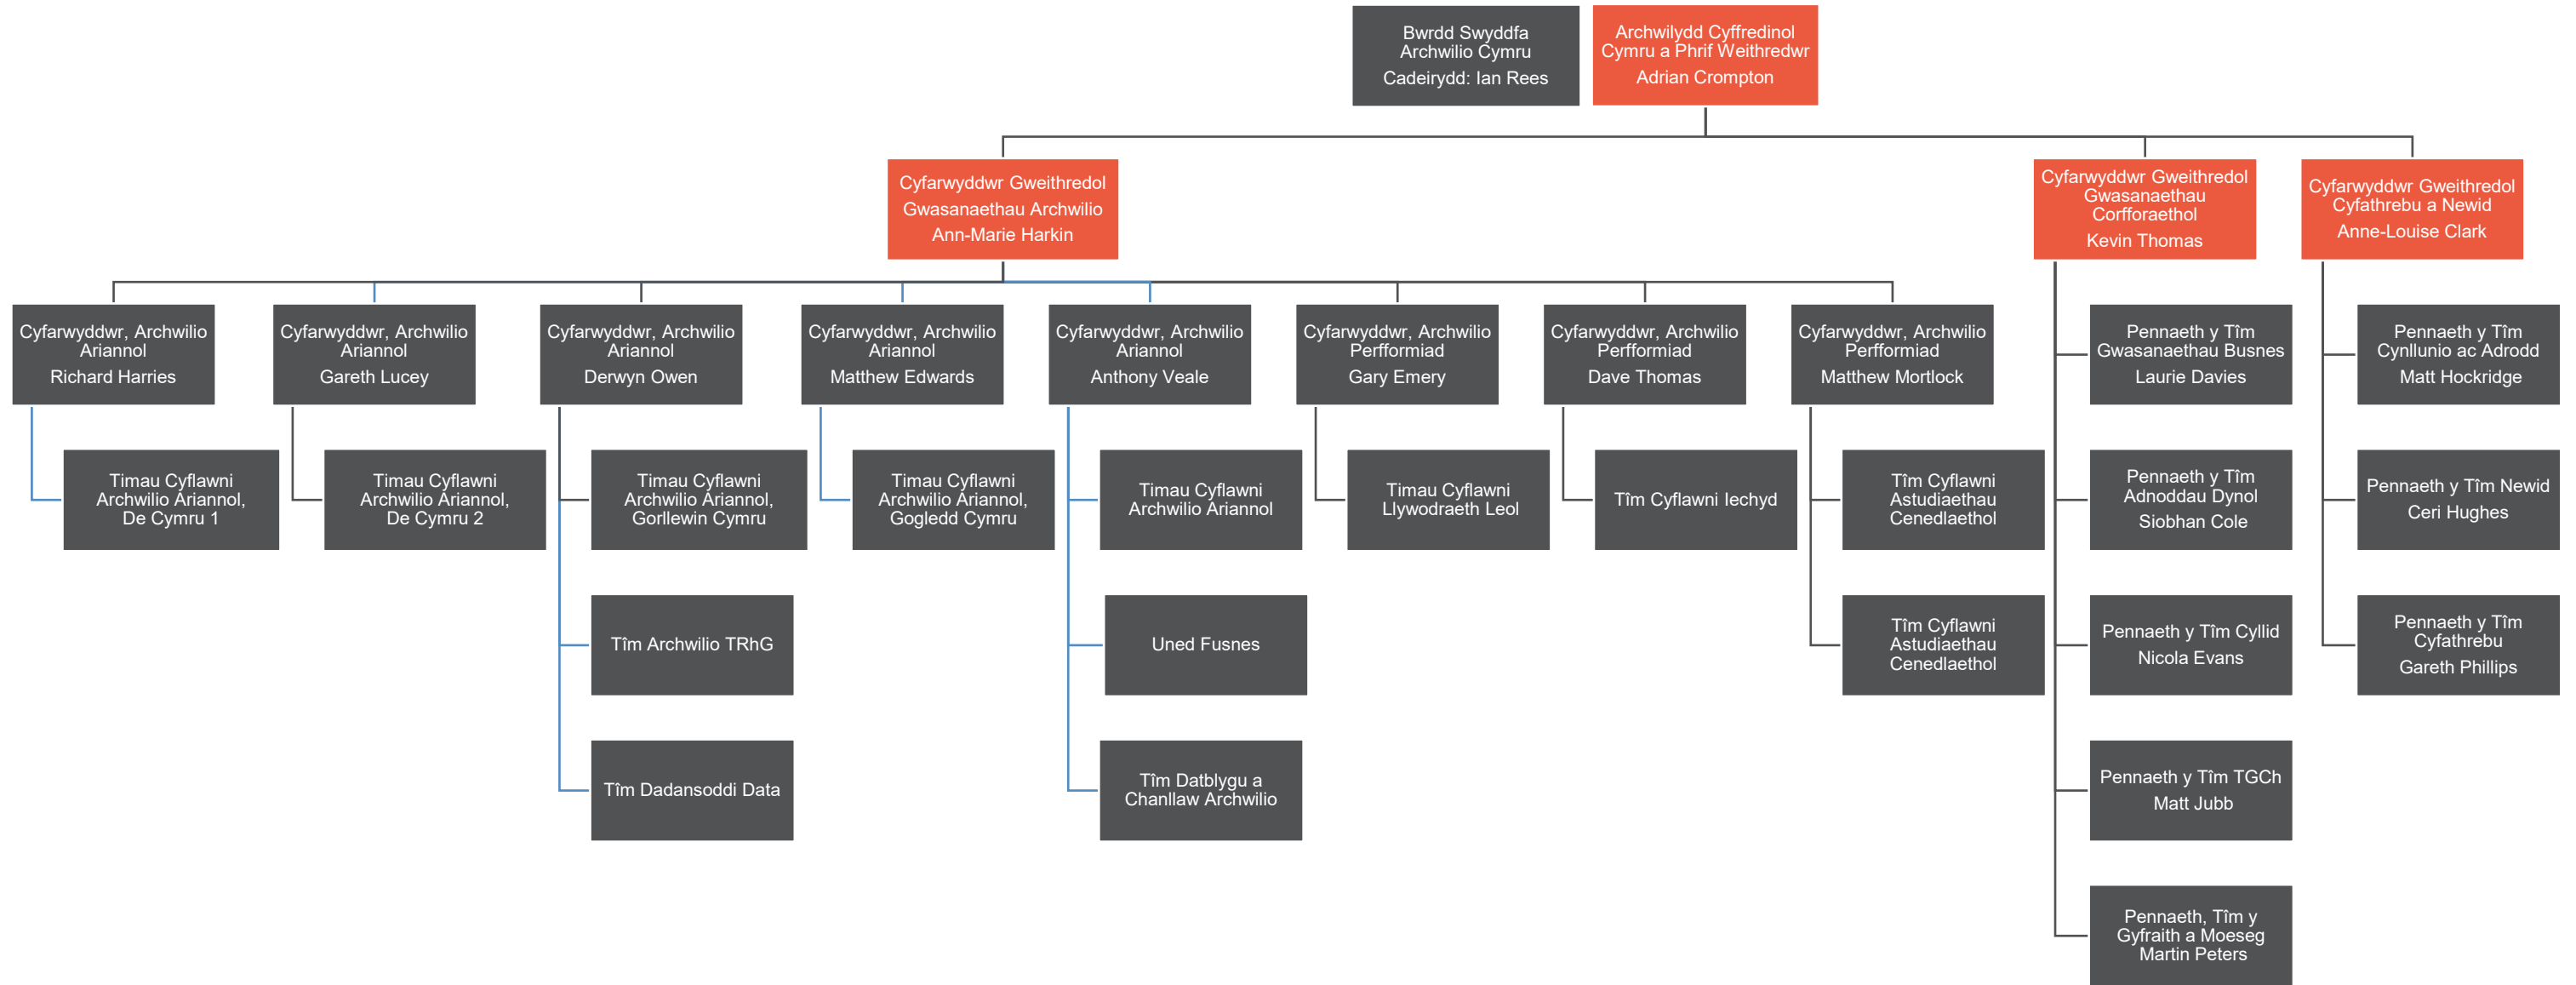 Bwrdd Swyddfa
Archwilio Cymru
Cadeirydd: Ian Rees
Archwilydd Cyffredinol
Cymru a Phrif Weithredwr
Adrian Crompton
Cyfarwyddwr Gweithredol
Gwasanaethau Archwilio
Ann-Marie Harkin
Cyfarwyddwr Gweithredol
Gwasanaethau
Corfforaethol
Kevin Thomas
Cyfarwyddwr Gweithredol
Cyfathrebu a Newid
Anne-Louise Clark
Cyfarwyddwr, Archwilio
Ariannol
Richard Harries
Cyfarwyddwr, Archwilio
Ariannol
Gareth Lucey
Cyfarwyddwr, Archwilio
Ariannol
Derwyn Owen
Cyfarwyddwr, Archwilio
Ariannol
Matthew Edwards
Cyfarwyddwr, Archwilio
Ariannol
Anthony Veale
Cyfarwyddwr, Archwilio
Perfformiad
Gary Emery
Cyfarwyddwr, Archwilio
Perfformiad
Dave Thomas
Cyfarwyddwr, Archwilio
Perfformiad
Matthew Mortlock
Pennaeth y Tîm
Gwasanaethau Busnes
Laurie Davies
Pennaeth y Tîm
Cynllunio ac Adrodd
Matt Hockridge
Timau Cyflawni
Archwilio Ariannol,
De Cymru 1
Timau Cyflawni
Archwilio Ariannol,
De Cymru 2
Timau Cyflawni
Archwilio Ariannol,
Gorllewin Cymru
Timau Cyflawni
Archwilio Ariannol,
Gogledd Cymru
Timau Cyflawni
Archwilio Ariannol
Timau Cyflawni
Llywodraeth Leol
Tîm Cyflawni Iechyd
Tîm Cyflawni
Astudiaethau
Cenedlaethol
Pennaeth y Tîm
Adnoddau Dynol
Siobhan Cole
Pennaeth y Tîm Newid
Ceri Hughes
Tîm Archwilio TRhG
Uned Fusnes
Tîm Cyflawni
Astudiaethau
Cenedlaethol
Pennaeth y Tîm Cyllid
Nicola Evans
Pennaeth y Tîm
Cyfathrebu
Gareth Phillips
Tîm Dadansoddi Data
Tîm Datblygu a
Chanllaw Archwilio
Pennaeth y Tîm TGCh
Matt Jubb
Pennaeth, Tîm y
Gyfraith a Moeseg
Martin Peters